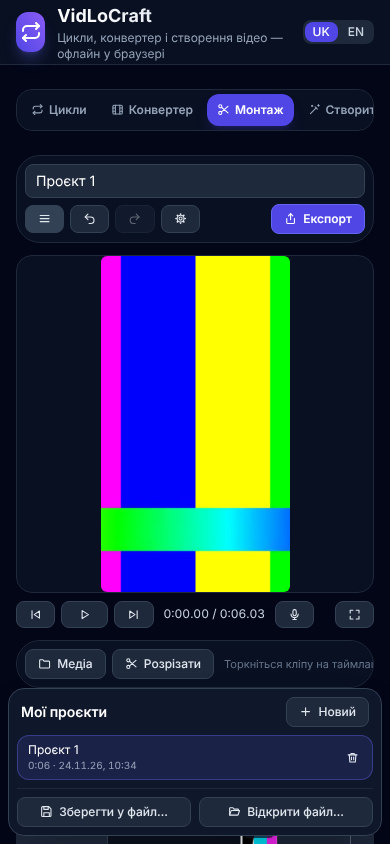 VidLoCraft
Цикли, конвертер і створення відео —
офлайн у браузері
UK EN
Цикли Конвертер Монтаж Створит
Проєкт 1
Експорт
0:00.00 / 0:06.03
Медіа Розрізати Торкніться кліпу на таймлай
Мої проєкти
Новий
Проєкт 1
0:06 · 24.11.26, 10:34
Зберегти у файл... Відкрити файл...